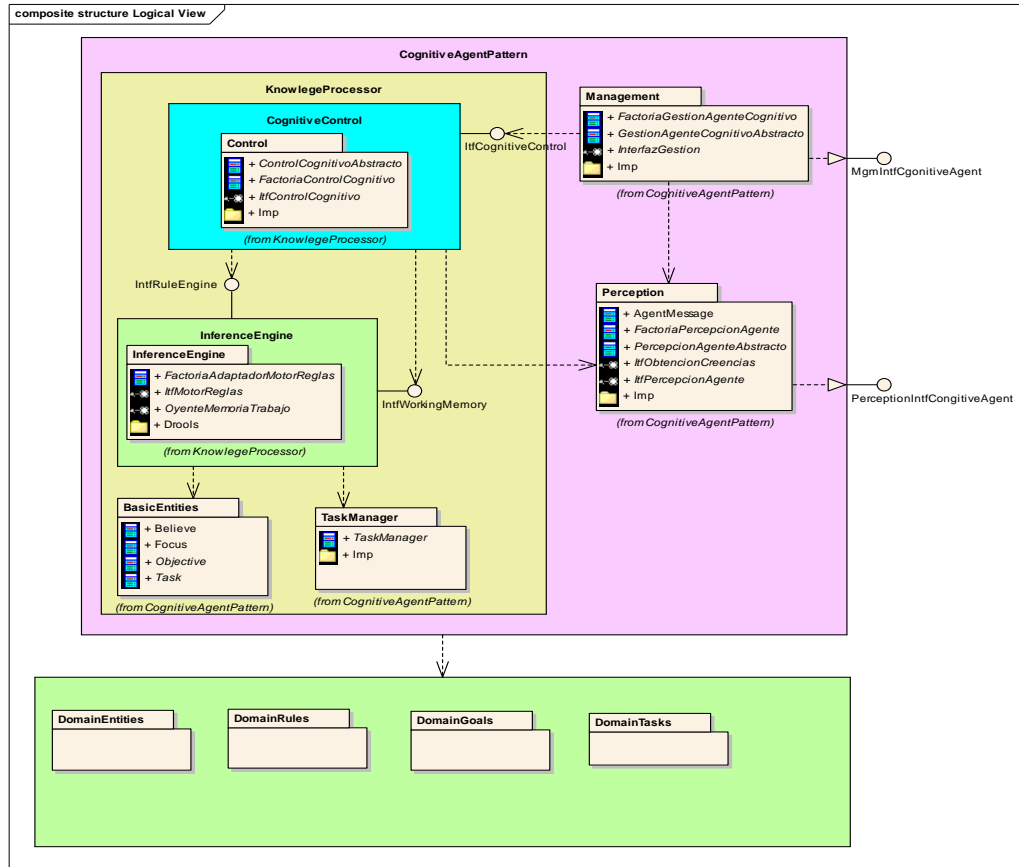 composite structure Logical View
CognitiveAgentPattern
KnowlegeProcessor
CognitiveControl
Control
+ ControlCognitivoAbstracto
+ FactoriaControlCognitivo
+ ItfControlCognitivo
+ Imp
(from KnowlegeProcessor)
ItfCognitiveControl
Management
+ FactoriaGestionAgenteCognitivo
+ GestionAgenteCognitivoAbstracto
+ InterfazGestion
+ Imp
(from CognitiveAgentPattern)
MgmIntfCgonitiveAgent
IntfRuleEngine
InferenceEngine
InferenceEngine
+ FactoriaAdaptadorMotorReglas
+ ItfMotorReglas
+ OyenteMemoriaTrabajo
+ Drools
(from KnowlegeProcessor)
IntfWorkingMemory
Perception
+ AgentMessage
+ FactoriaPercepcionAgente
+ PercepcionAgenteAbstracto
+ ItfObtencionCreencias
+ ItfPercepcionAgente
+ Imp
(from CognitiveAgentPattern)
PerceptionIntfCongitiveAgent
BasicEntities
+ Believe
+ Focus
+ Objective
+ Task
(from CognitiveAgentPattern)
TaskManager
+ TaskManager
+ Imp
(from CognitiveAgentPattern)
DomainEntities
DomainRules
DomainGoals
DomainTasks